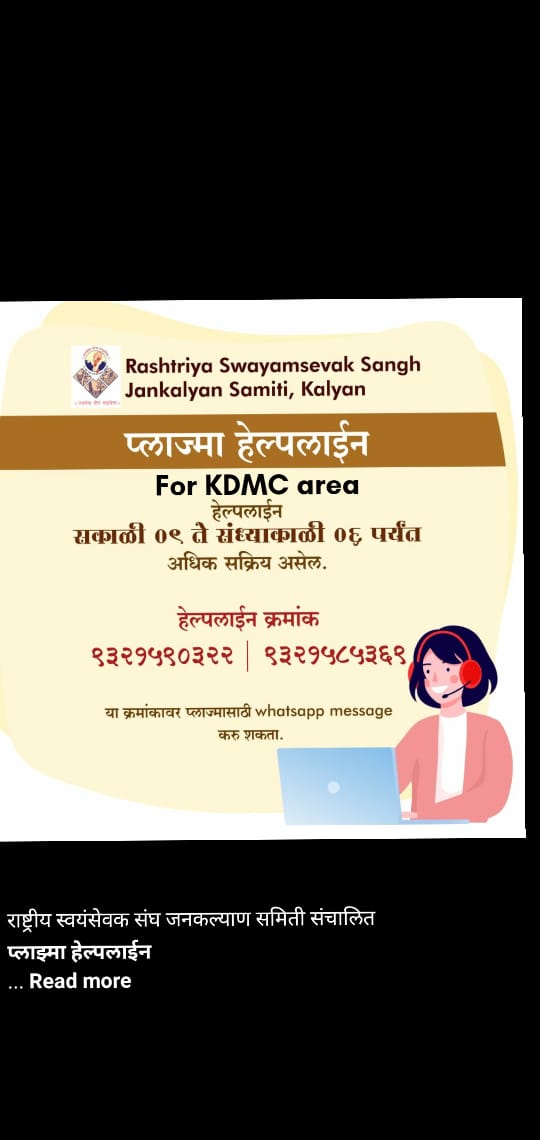 Rashtriya Swayamsevak Sangh
Jankalyan Samiti, Kalyan
प्लाज्मा हेल्पलाईन
For KDMC area
हेल्पलाईन
सकाळी ०९ ते संध्याकाळी ०६ पर्यंत
अधिक सक्रिय असेल.
हेल्पलाईन क्रमांक
९३२१५९०३२२ | ९३२१५८५३६९
या क्रमांकावर प्लाज्मासाठी whatsapp message
करु शकता.
राष्ट्रीय स्वयंसेवक संघ जनकल्याण समिती संचालित
प्लाझ्मा हेल्पलाईन
... Read more